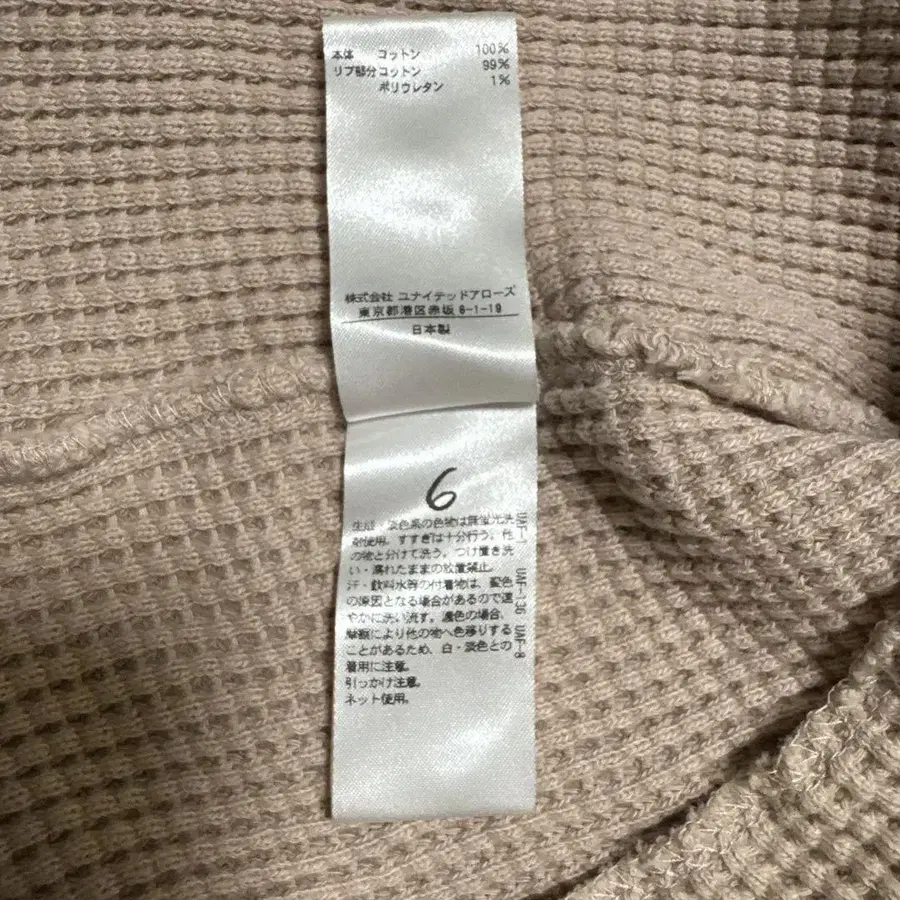 本体 コットン 100%
リブ部分コットン 99%
ポリウレタン 1%
株式会社 ユナイテッドアローズ
東京都港区赤坂 8-1-19
日本製
6
生成・淡色系の色物は無蛍光洗
剤使用。すすぎは十分行う。他
の物と分けて洗う。つけ置き洗
い・濡れたままの放置禁止。
汗・飲料水等の付着物は、変色
の原因となる場合があるので速
やかに洗い流す。濃色の場合、
摩擦により他の物へ色移りする
ことがあるため、白・淡色との
着用に注意。
引っかけ注意。
ネット使用。
UAF-1 UAF-136 UAF-8